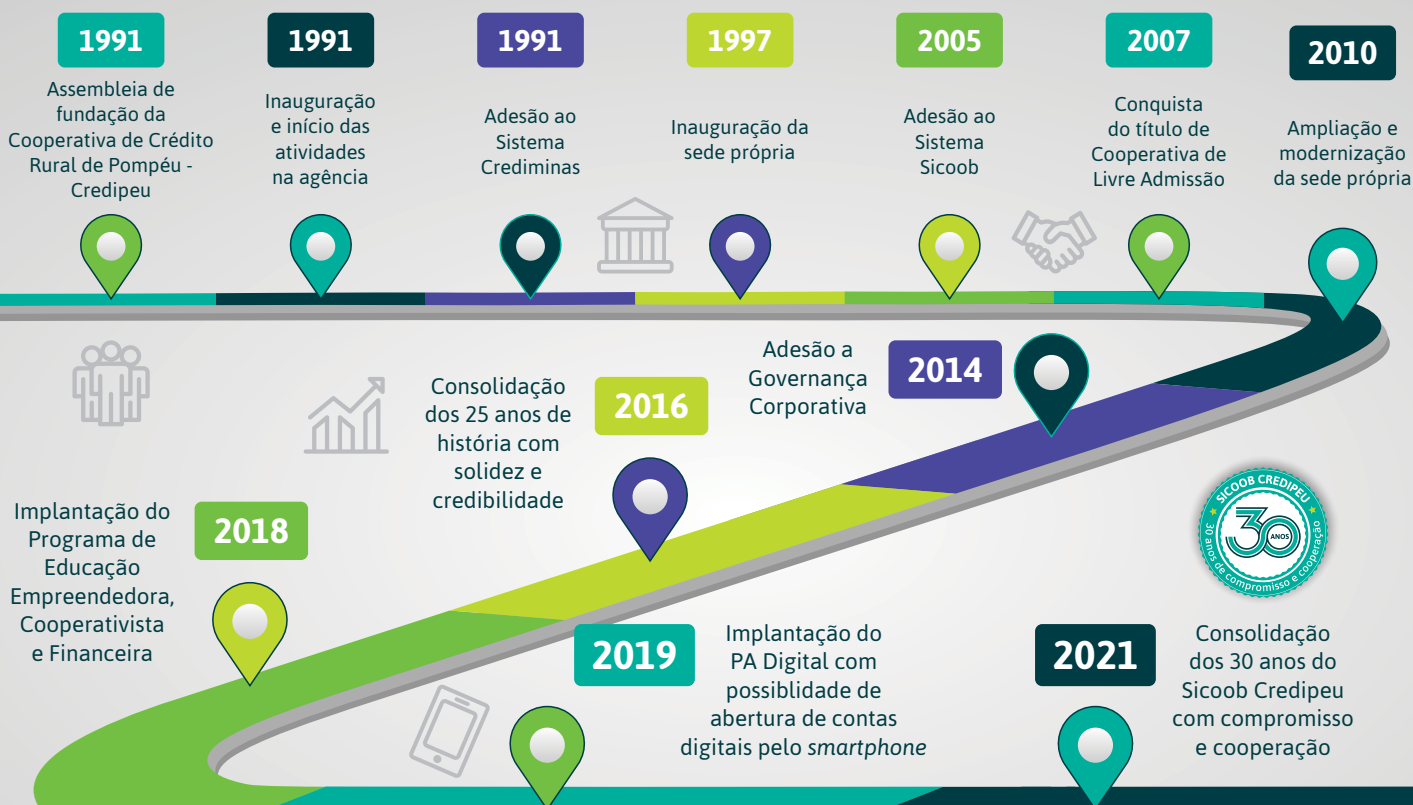 1991
Assembleia de
fundação da
Cooperativa de Crédito
Rural de Pompéu -
Credipeu
1991
Inauguração
e início das
atividades
na agência
1991
Adesão ao
Sistema
Crediminas
1997
Inauguração da
sede própria
2005
Adesão ao
Sistema
Sicoob
2007
Conquista
do título de
Cooperativa de
Livre Admissão
2010
Ampliação e
modernização
da sede própria
Adesão a
Governança
Corporativa
2014
Consolidação
dos 25 anos de
história com
solidez e
credibilidade
2016
Implantação do
Programa de
Educação
Empreendedora,
Cooperativista
e Financeira
2018
2019
Implantação do
PA Digital com
possiblidade de
abertura de contas
digitais pelo smartphone
SICOOB CREDIPEU
30
ANOS
30 anos de compromisso e cooperação
2021
Consolidação
dos 30 anos do
Sicoob Credipeu
com compromisso
e cooperação